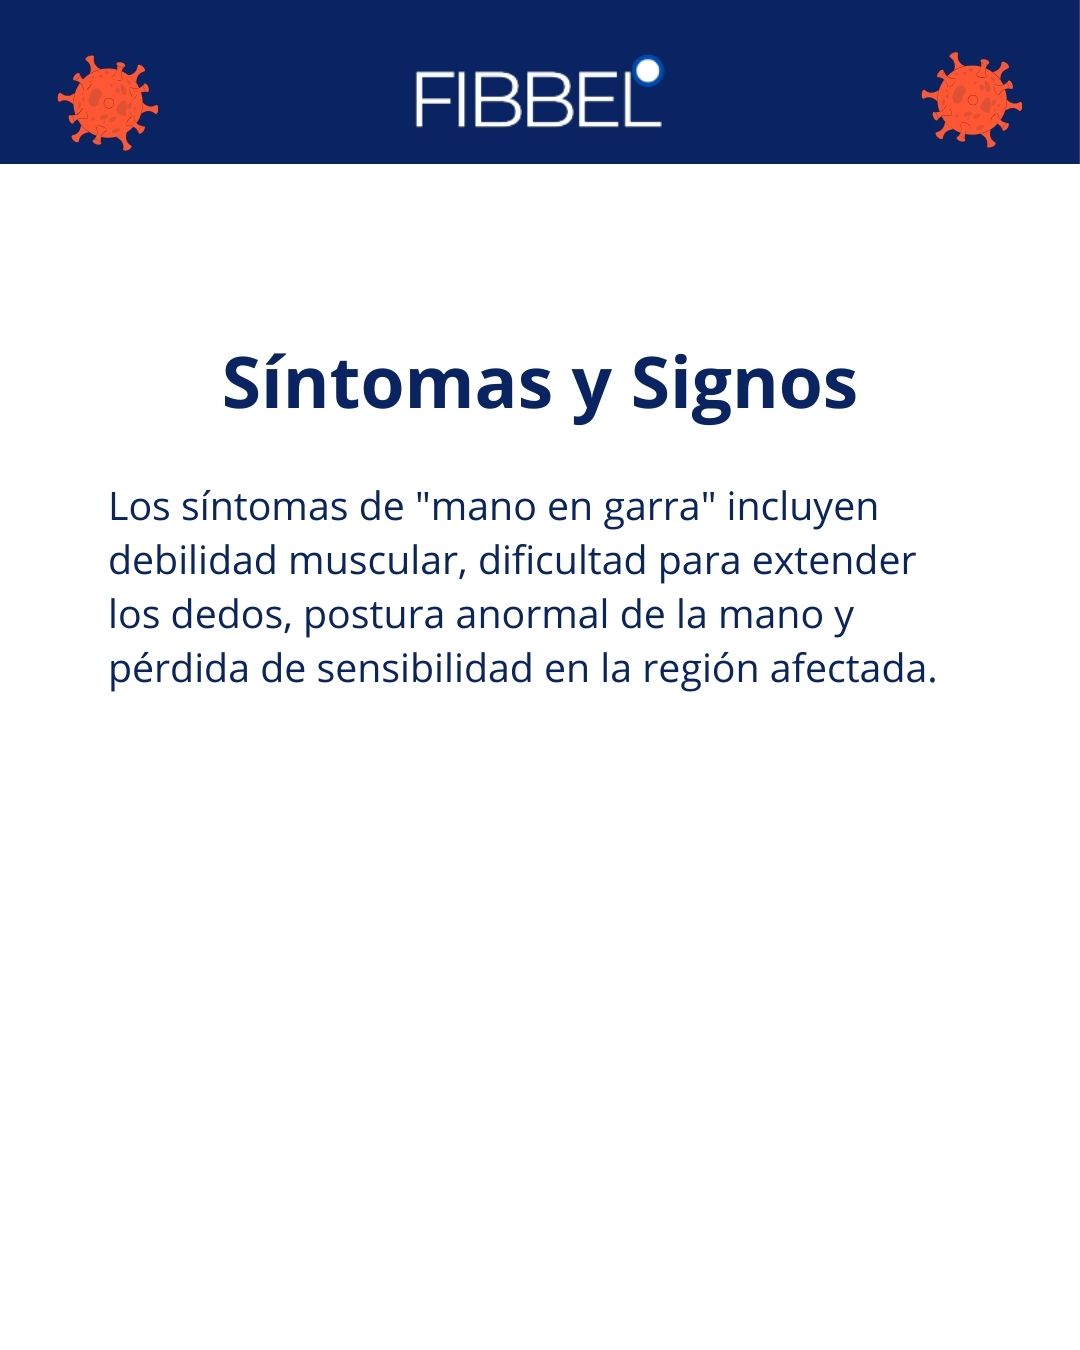 FIBBEL
Síntomas y Signos
Los síntomas de "mano en garra" incluyen
debilidad muscular, dificultad para extender
los dedos, postura anormal de la mano y
pérdida de sensibilidad en la región afectada.